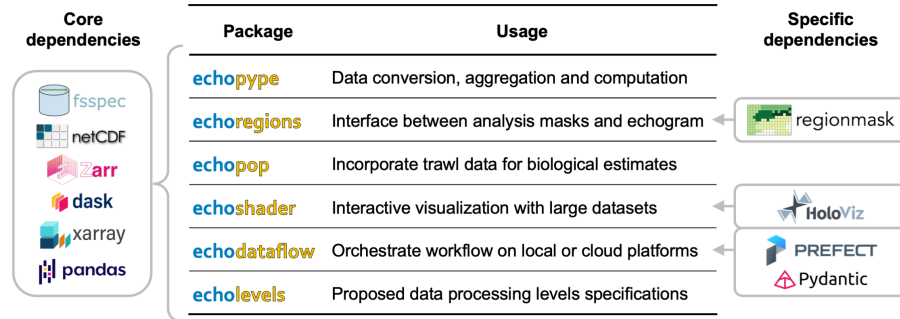 Core
dependencies
Package
Usage
Specific
dependencies
fsspec
netCDF
zarr
dask
xarray
pandas
echopype
Data conversion, aggregation and computation
echoregions
Interface between analysis masks and echogram
regionmask
echopop
Incorporate trawl data for biological estimates
echoshader
Interactive visualization with large datasets
HoloViz
echodataflow
Orchestrate workflow on local or cloud platforms
PREFECT
Pydantic
echolevels
Proposed data processing levels specifications